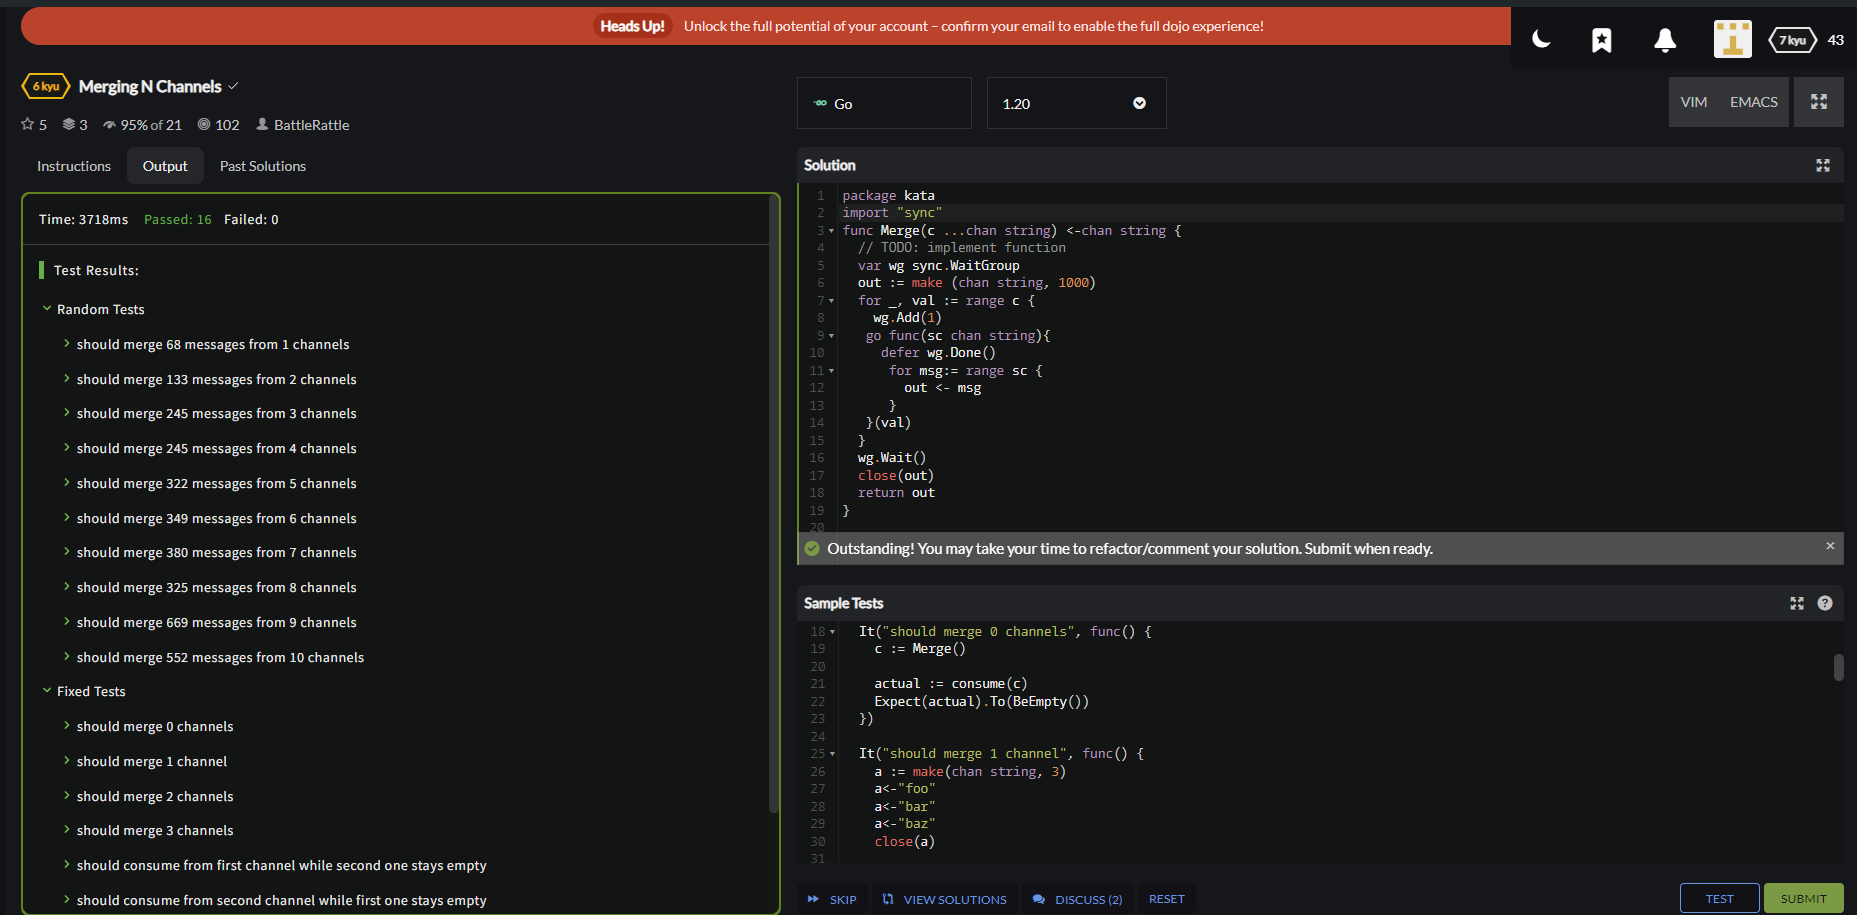 Heads Up! Unlock the full potential of your account – confirm your email to enable the full dojo experience!
7 kyu 43
6 kyu Merging N Channels
5 3 95% of 21 102 BattleRattle
Instructions Output Past Solutions
Time: 3718ms Passed: 16 Failed: 0
Test Results:
Random Tests
should merge 68 messages from 1 channels
should merge 133 messages from 2 channels
should merge 245 messages from 3 channels
should merge 245 messages from 4 channels
should merge 322 messages from 5 channels
should merge 349 messages from 6 channels
should merge 380 messages from 7 channels
should merge 325 messages from 8 channels
should merge 669 messages from 9 channels
should merge 552 messages from 10 channels
Fixed Tests
should merge 0 channels
should merge 1 channel
should merge 2 channels
should merge 3 channels
should consume from first channel while second one stays empty
should consume from second channel while first one stays empty
Go 1.20 VIM EMACS
Solution
1 package kata
2 import "sync"
3 func Merge(c ...chan string) <-chan string {
4 // TODO: implement function
5 var wg sync.WaitGroup
6 out := make (chan string, 1000)
7 for _, val := range c {
8 wg.Add(1)
9 go func(sc chan string){
10 defer wg.Done()
11 for msg:= range sc {
12 out <- msg
13 }
14 }(val)
15 }
16 wg.Wait()
17 close(out)
18 return out
19 }
20
Outstanding! You may take your time to refactor/comment your solution. Submit when ready.
Sample Tests
18 It("should merge 0 channels", func() {
19 c := Merge()
20
21 actual := consume(c)
22 Expect(actual).To(BeEmpty())
23 })
24
25 It("should merge 1 channel", func() {
26 a := make(chan string, 3)
27 a<-"foo"
28 a<-"bar"
29 a<-"baz"
30 close(a)
31
SKIP VIEW SOLUTIONS DISCUSS (2) RESET TEST SUBMIT